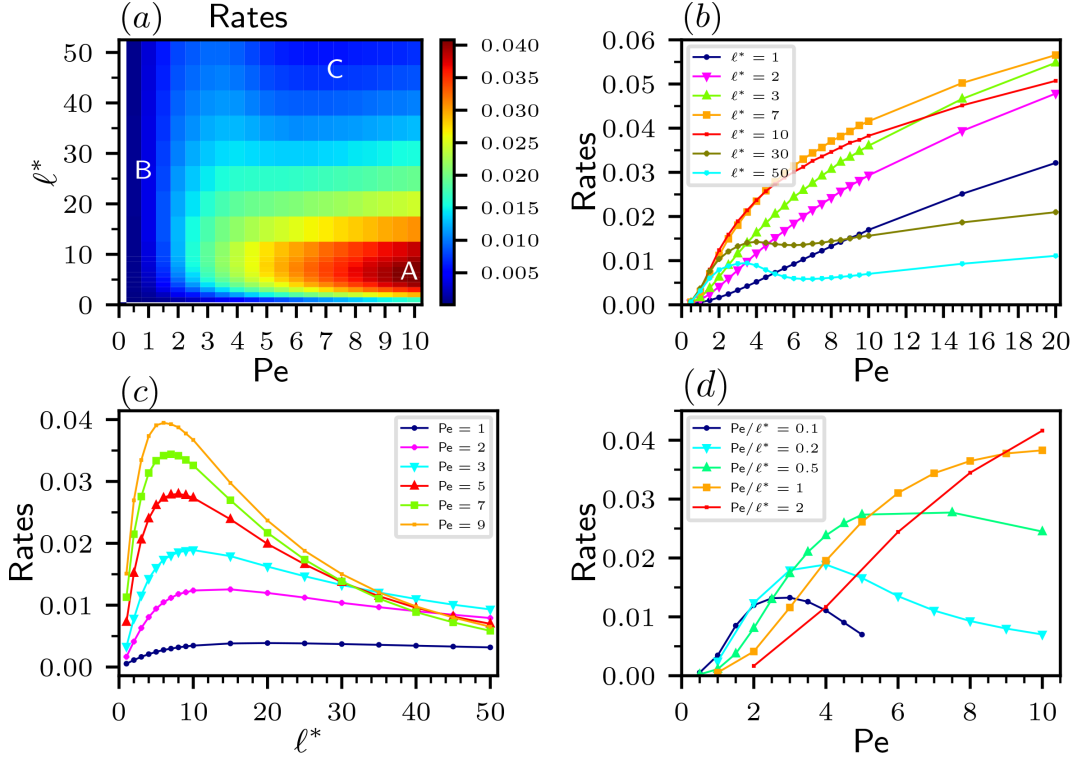 (a) Rates
50
40
30
20
10
0
ℓ*
B
C
A
0 1 2 3 4 5 6 7 8 9 10
Pe
0.040
0.035
0.030
0.025
0.020
0.015
0.010
0.005
0.000
(b)
0.06
0.05
0.04
0.03
0.02
0.01
0.00
Rates
ℓ* = 1
ℓ* = 2
ℓ* = 3
ℓ* = 7
ℓ* = 10
ℓ* = 30
ℓ* = 50
0 2 4 6 8 10 12 14 16 18 20
Pe
(c)
0.04
0.03
0.02
0.01
0.00
Rates
Pe = 1
Pe = 2
Pe = 3
Pe = 5
Pe = 7
Pe = 9
0 10 20 30 40 50
ℓ*
(d)
0.04
0.03
0.02
0.01
0.00
Rates
Pe/ℓ* = 0.1
Pe/ℓ* = 0.2
Pe/ℓ* = 0.5
Pe/ℓ* = 1
Pe/ℓ* = 2
0 2 4 6 8 10
Pe